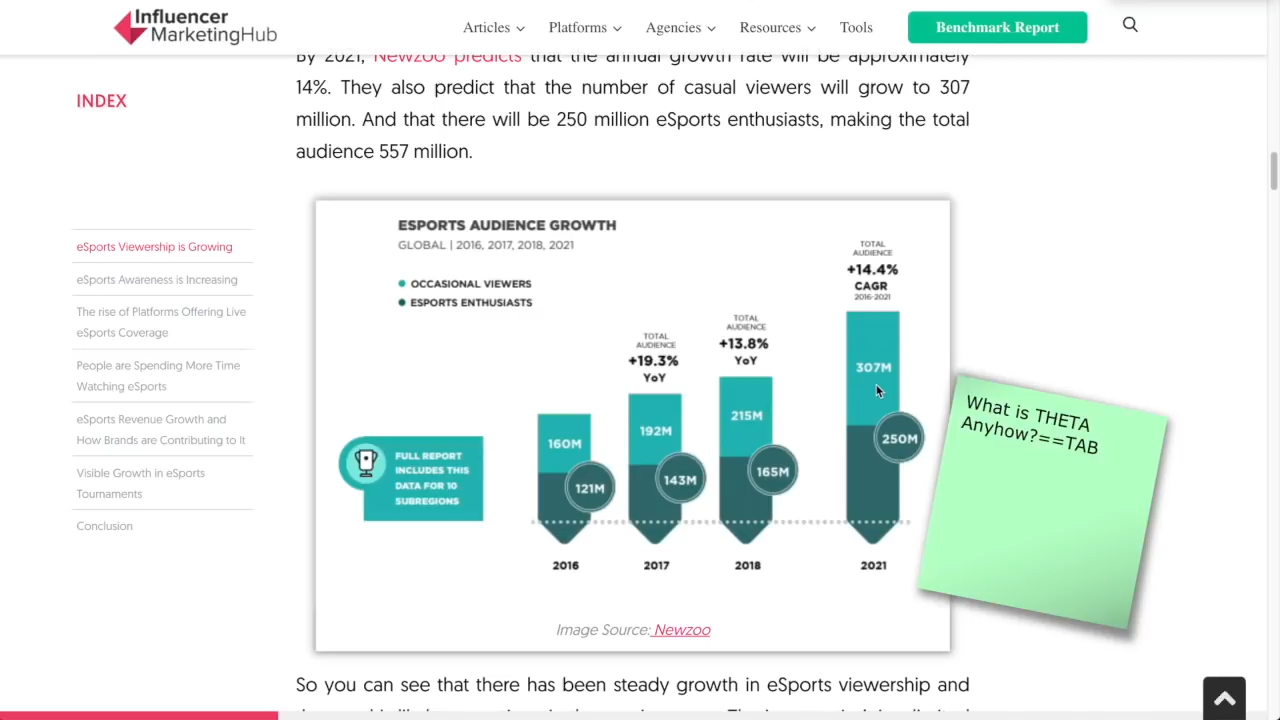 Influencer
MarketingHub
Articles
Platforms
Agencies
Resources
Tools
Benchmark Report
INDEX
eSports Viewership is Growing
eSports Awareness is Increasing
The rise of Platforms Offering Live
eSports Coverage
People are Spending More Time
Watching eSports
eSports Revenue Growth and
How Brands are Contributing to It
Visible Growth in eSports
Tournaments
Conclusion
By 2021, Newzoo predicts that the annual growth rate will be approximately
14%. They also predict that the number of casual viewers will grow to 307
million. And that there will be 250 million eSports enthusiasts, making the total
audience 557 million.
ESPORTS AUDIENCE GROWTH
GLOBAL | 2016, 2017, 2018, 2021
OCCASIONAL VIEWERS
ESPORTS ENTHUSIASTS
FULL REPORT
INCLUDES THIS
DATA FOR 10
SUBREGIONS
160M
121M
2016
TOTAL
AUDIENCE
+19.3%
YoY
192M
143M
2017
TOTAL
AUDIENCE
+13.8%
YoY
215M
165M
2018
TOTAL
AUDIENCE
+14.4%
CAGR
2016-2021
307M
250M
2021
Image Source: Newzoo
What is THETA
Anyhow?==TAB
So you can see that there has been steady growth in eSports viewership and